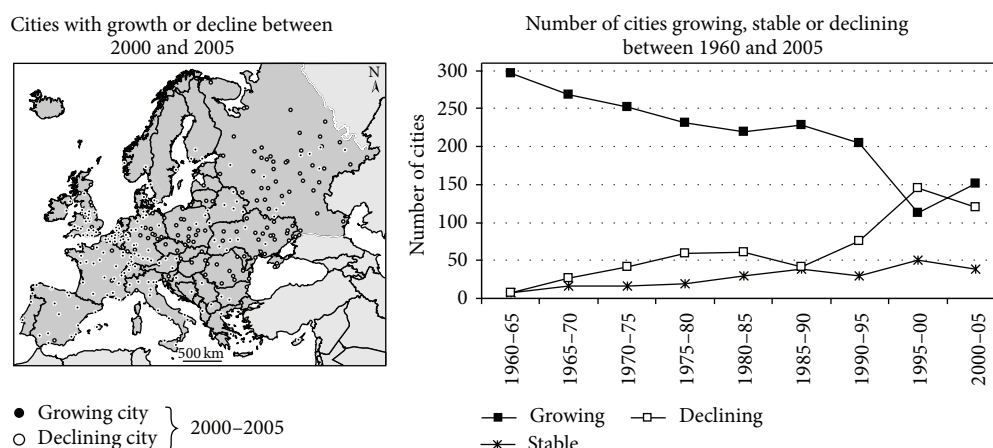 Cities with growth or decline between
2000 and 2005
N
500 km
Growing city
Declining city
2000–2005
Number of cities growing, stable or declining
between 1960 and 2005
Number of cities
300
250
200
150
100
50
0
1960–65
1965–70
1970–75
1975–80
1980–85
1985–90
1990–95
1995–00
2000–05
Growing
Declining
Stable